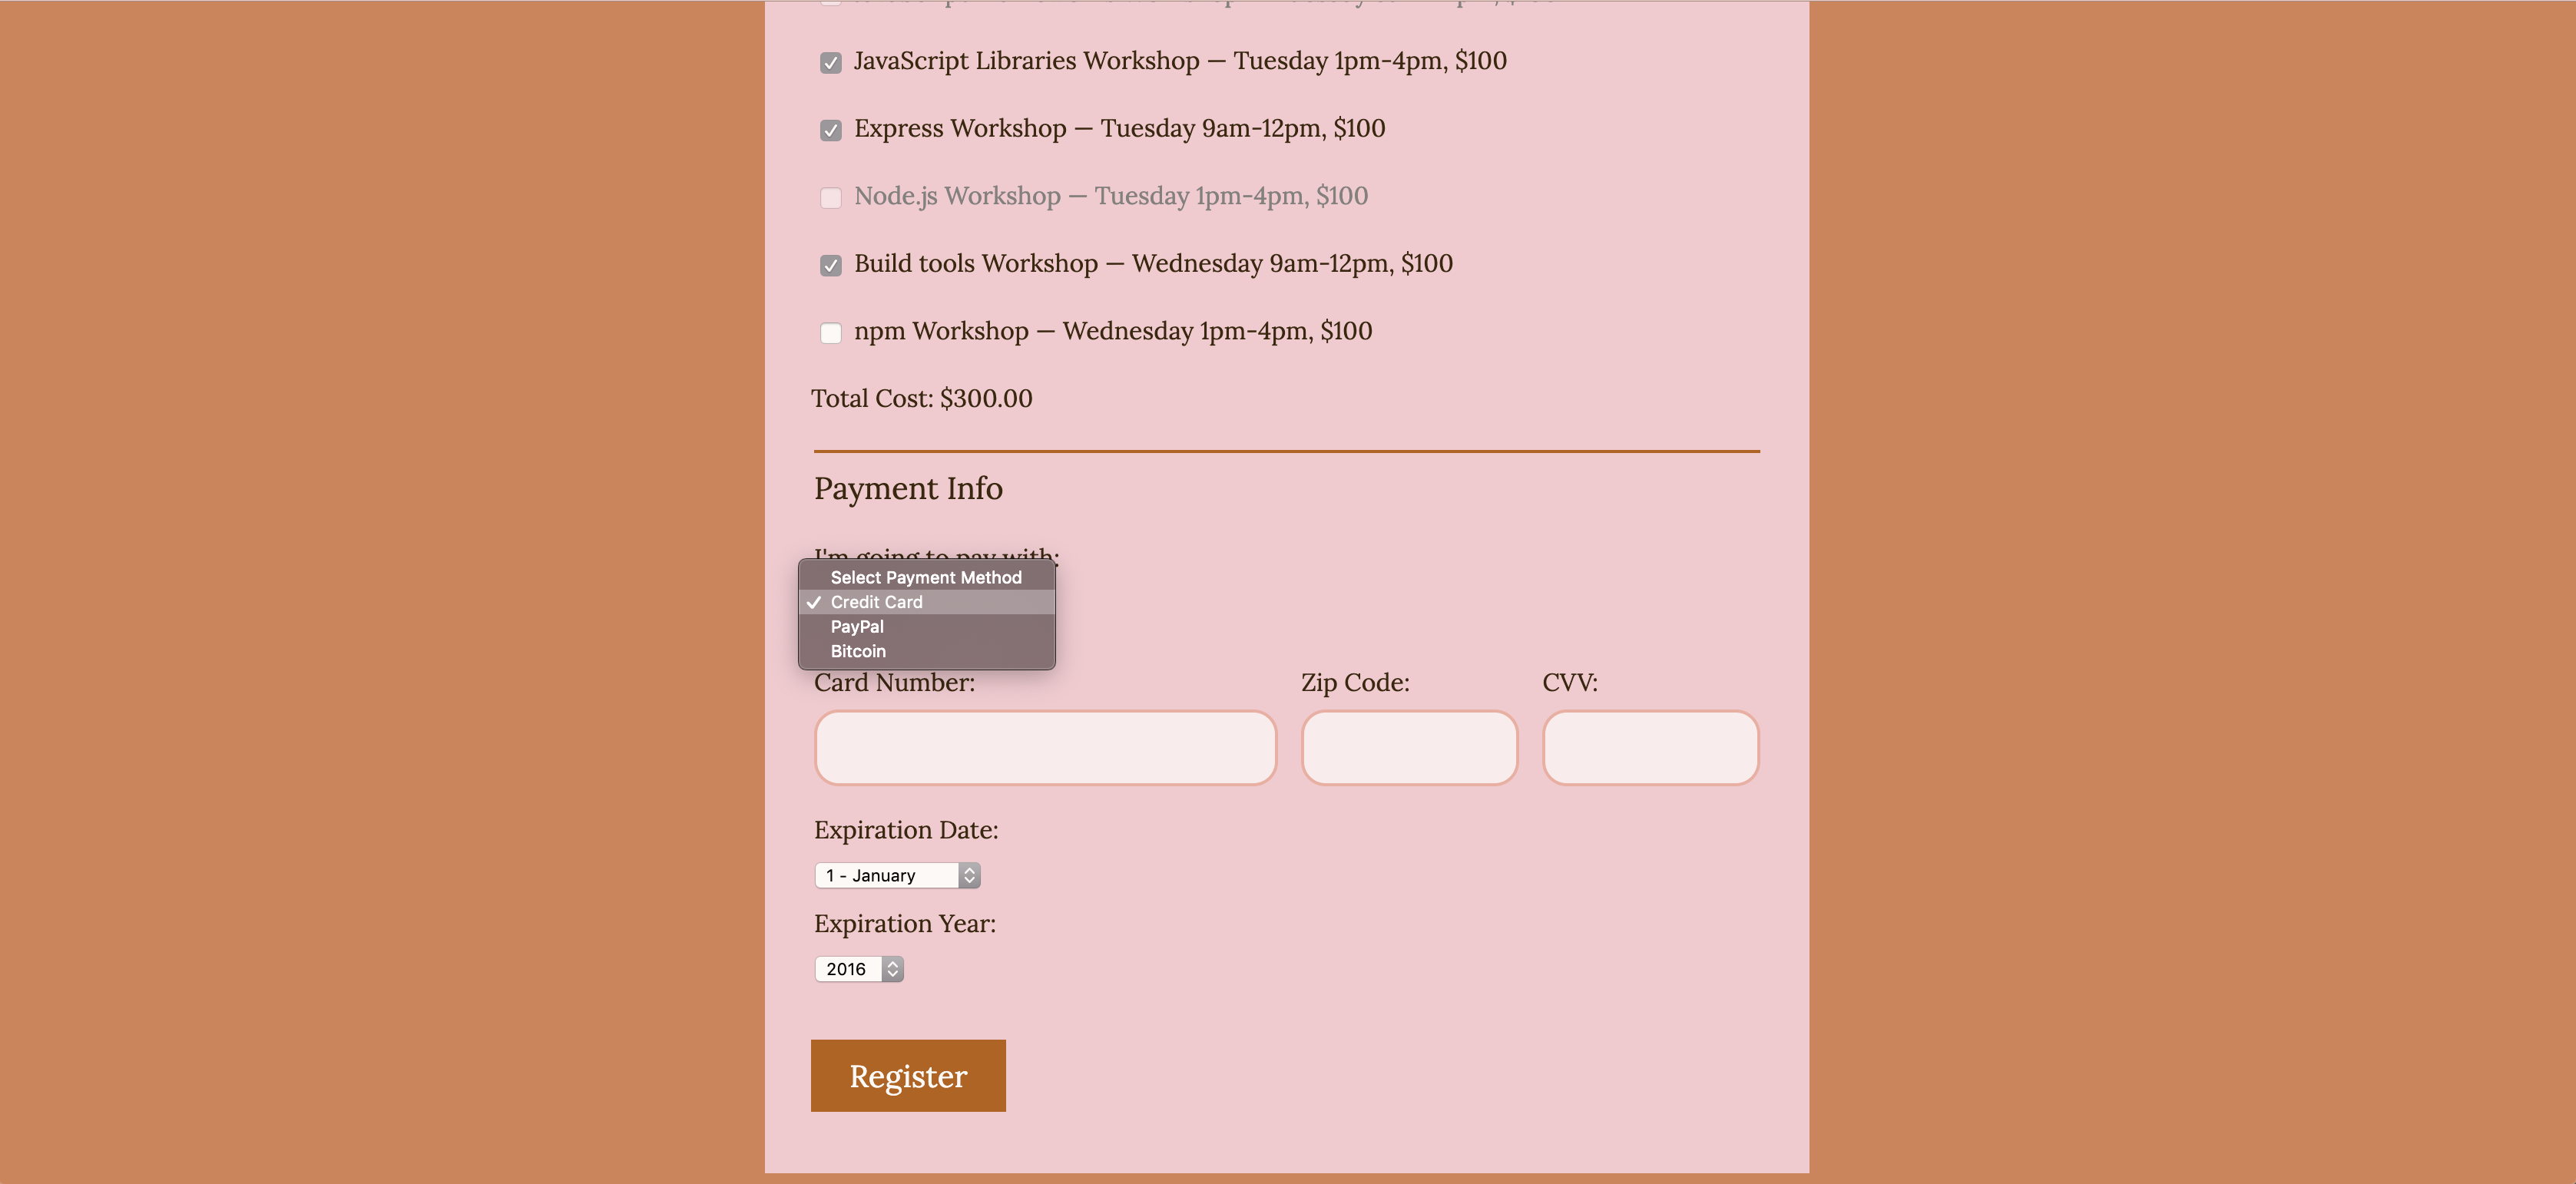 JavaScript Libraries Workshop — Tuesday 1pm-4pm, $100
Express Workshop — Tuesday 9am-12pm, $100
Node.js Workshop — Tuesday 1pm-4pm, $100
Build tools Workshop — Wednesday 9am-12pm, $100
npm Workshop — Wednesday 1pm-4pm, $100
Total Cost: $300.00
Payment Info
I'm going to pay with:
Select Payment Method
Credit Card
PayPal
Bitcoin
Card Number: Zip Code: CVV:
Expiration Date:
1 - January
Expiration Year:
2016
Register